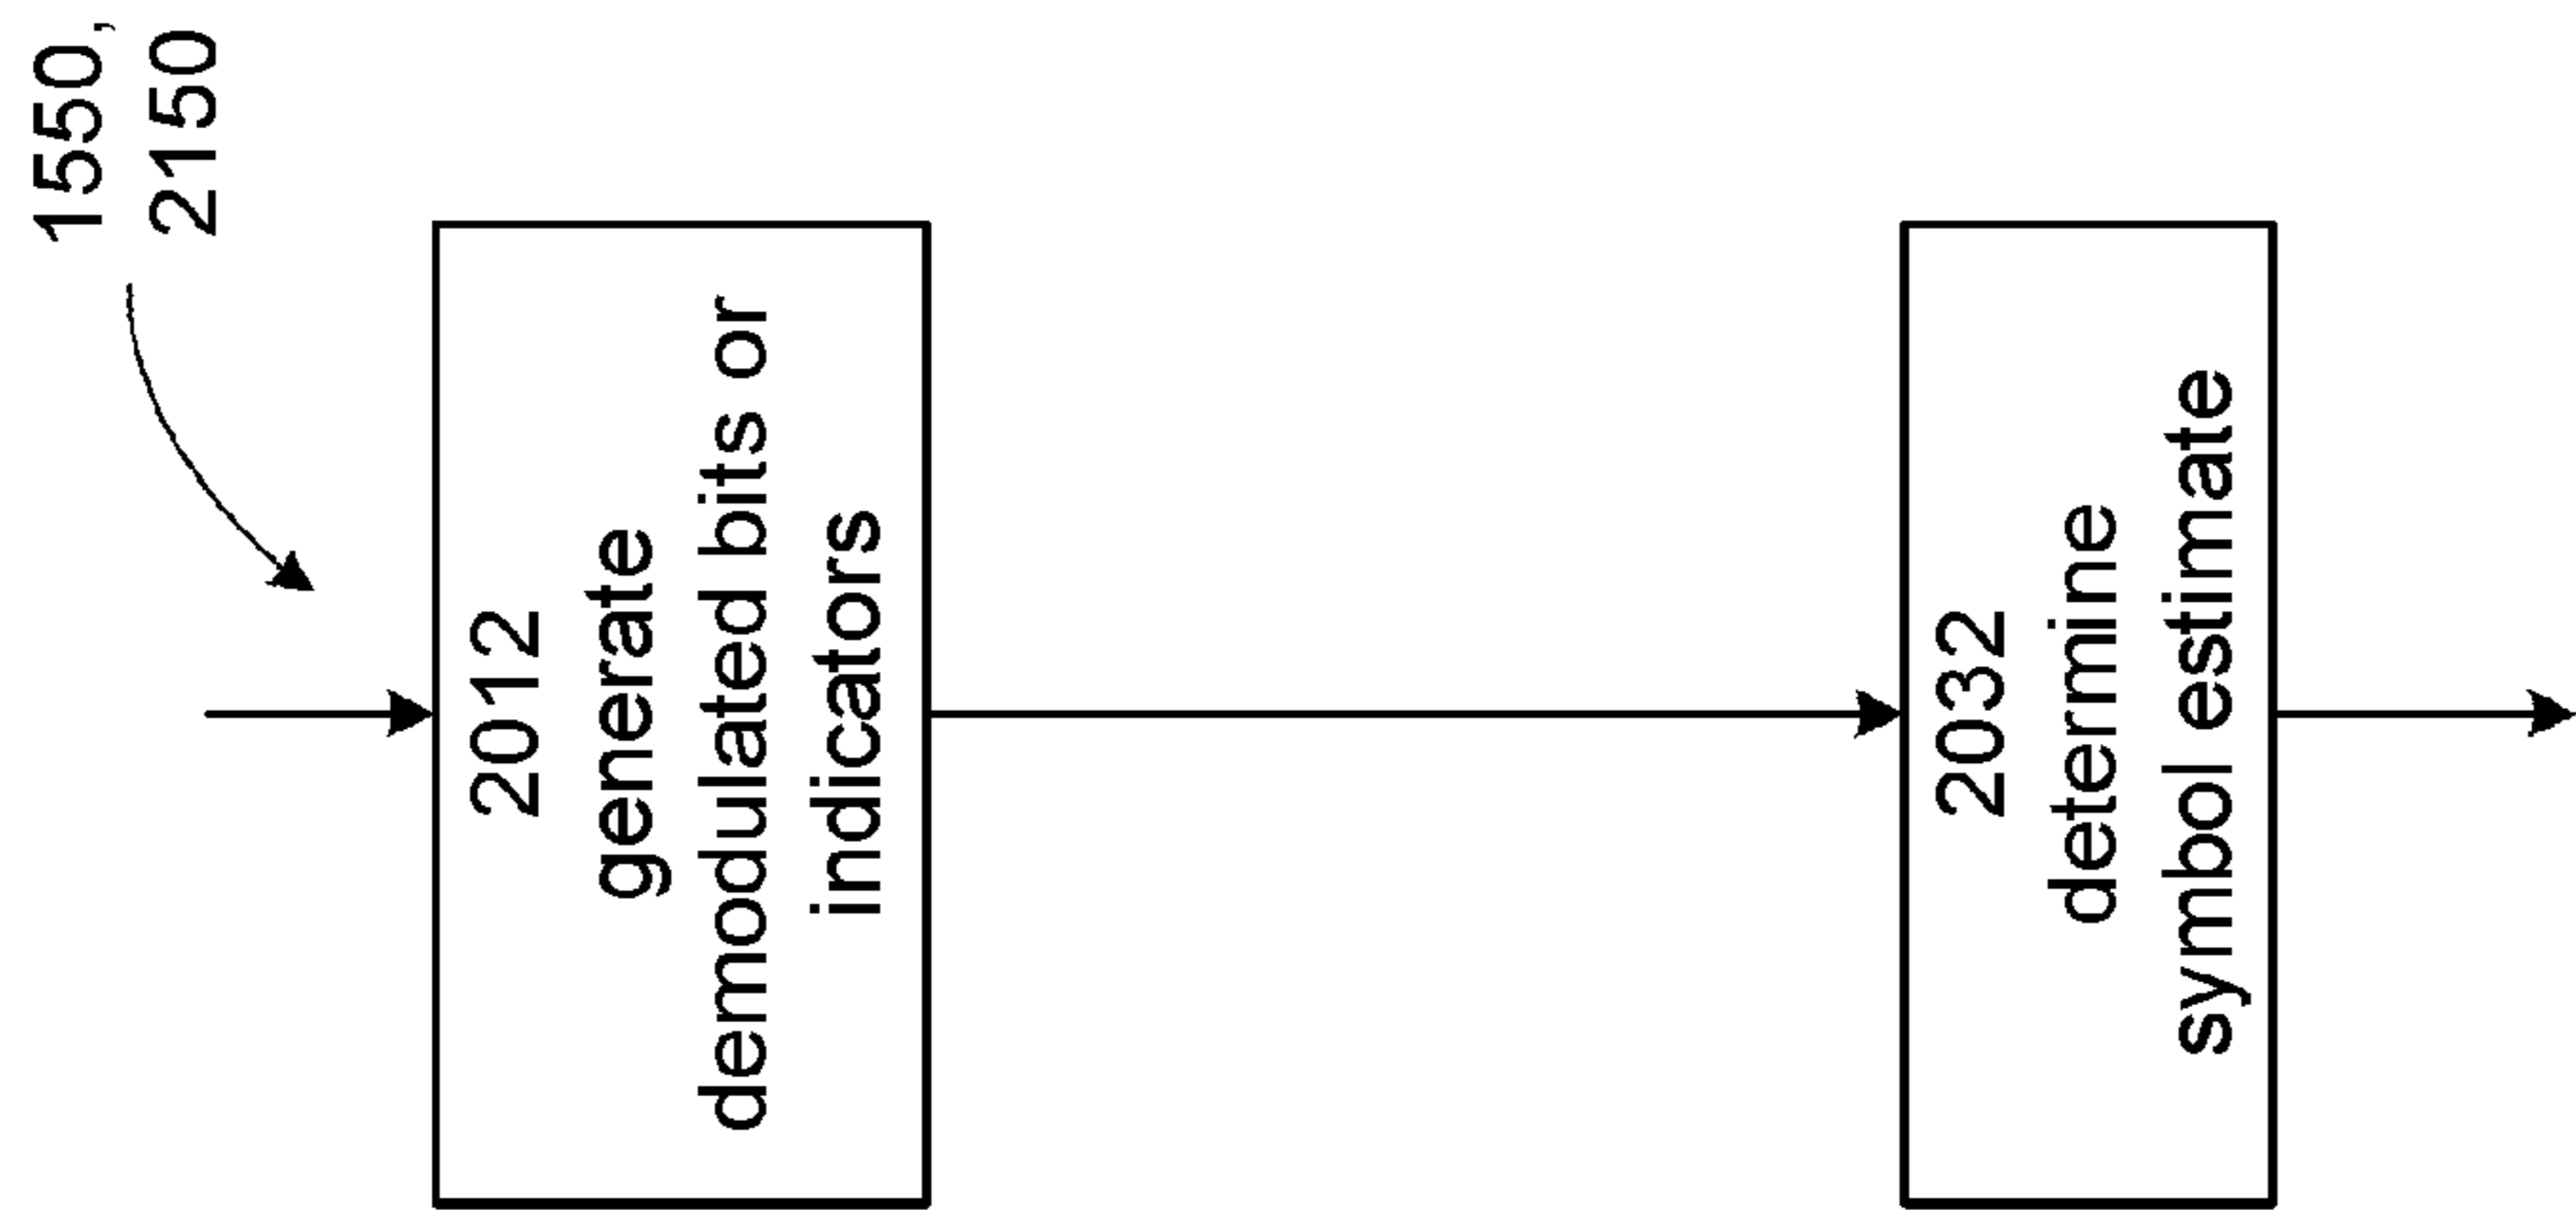 1550,
2150
2012
generate
demodulated bits or
indicators
2032
determine
symbol estimate